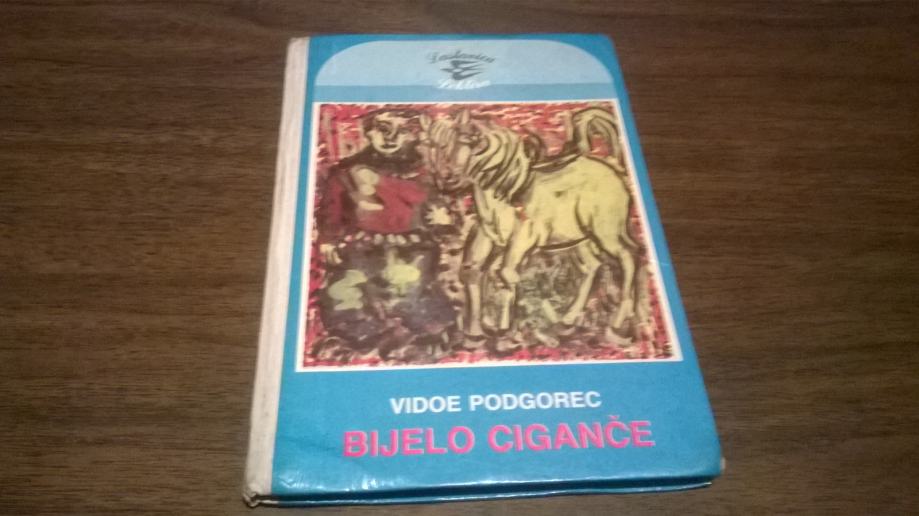 Lastavica
Lektira
VIDOE PODGOREC
BIJELO CIGANČE